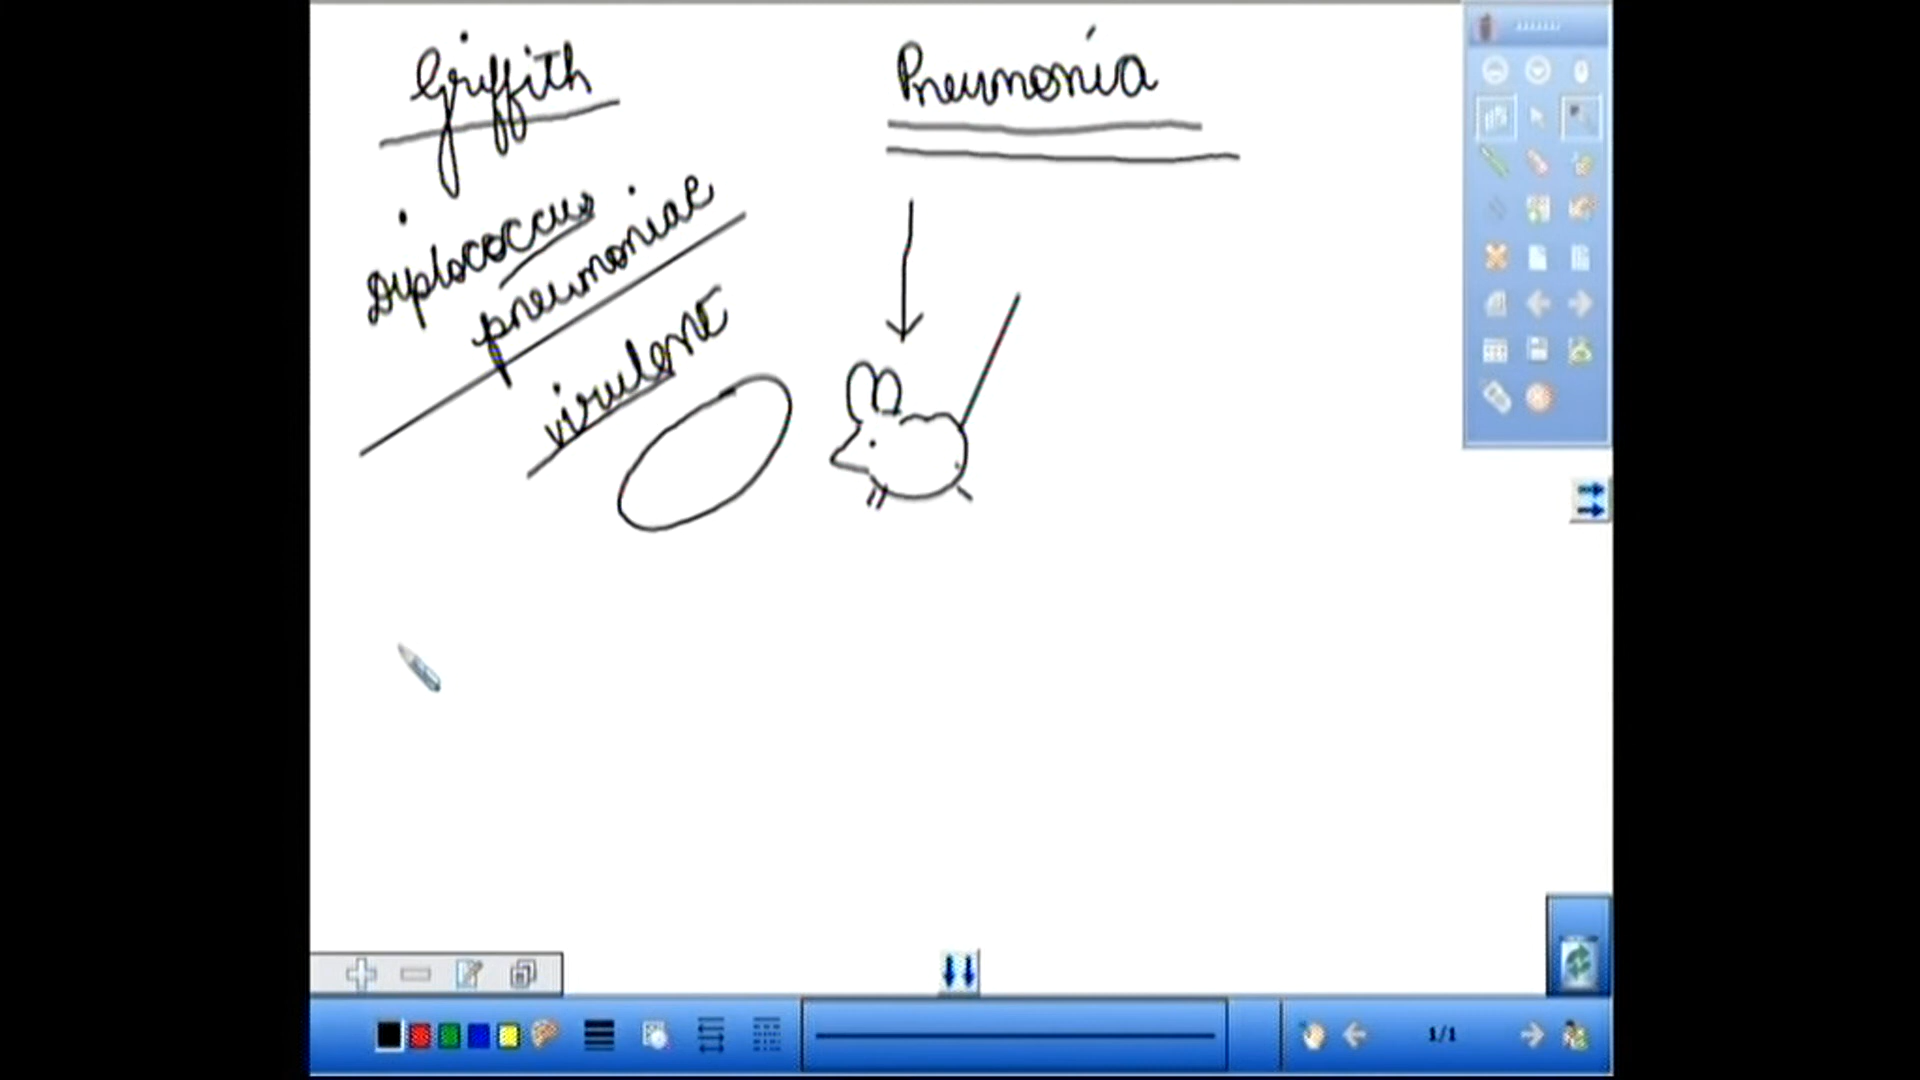 Griffith
Pneumonia
Diplococcus
pneumoniae
virulent
1/1